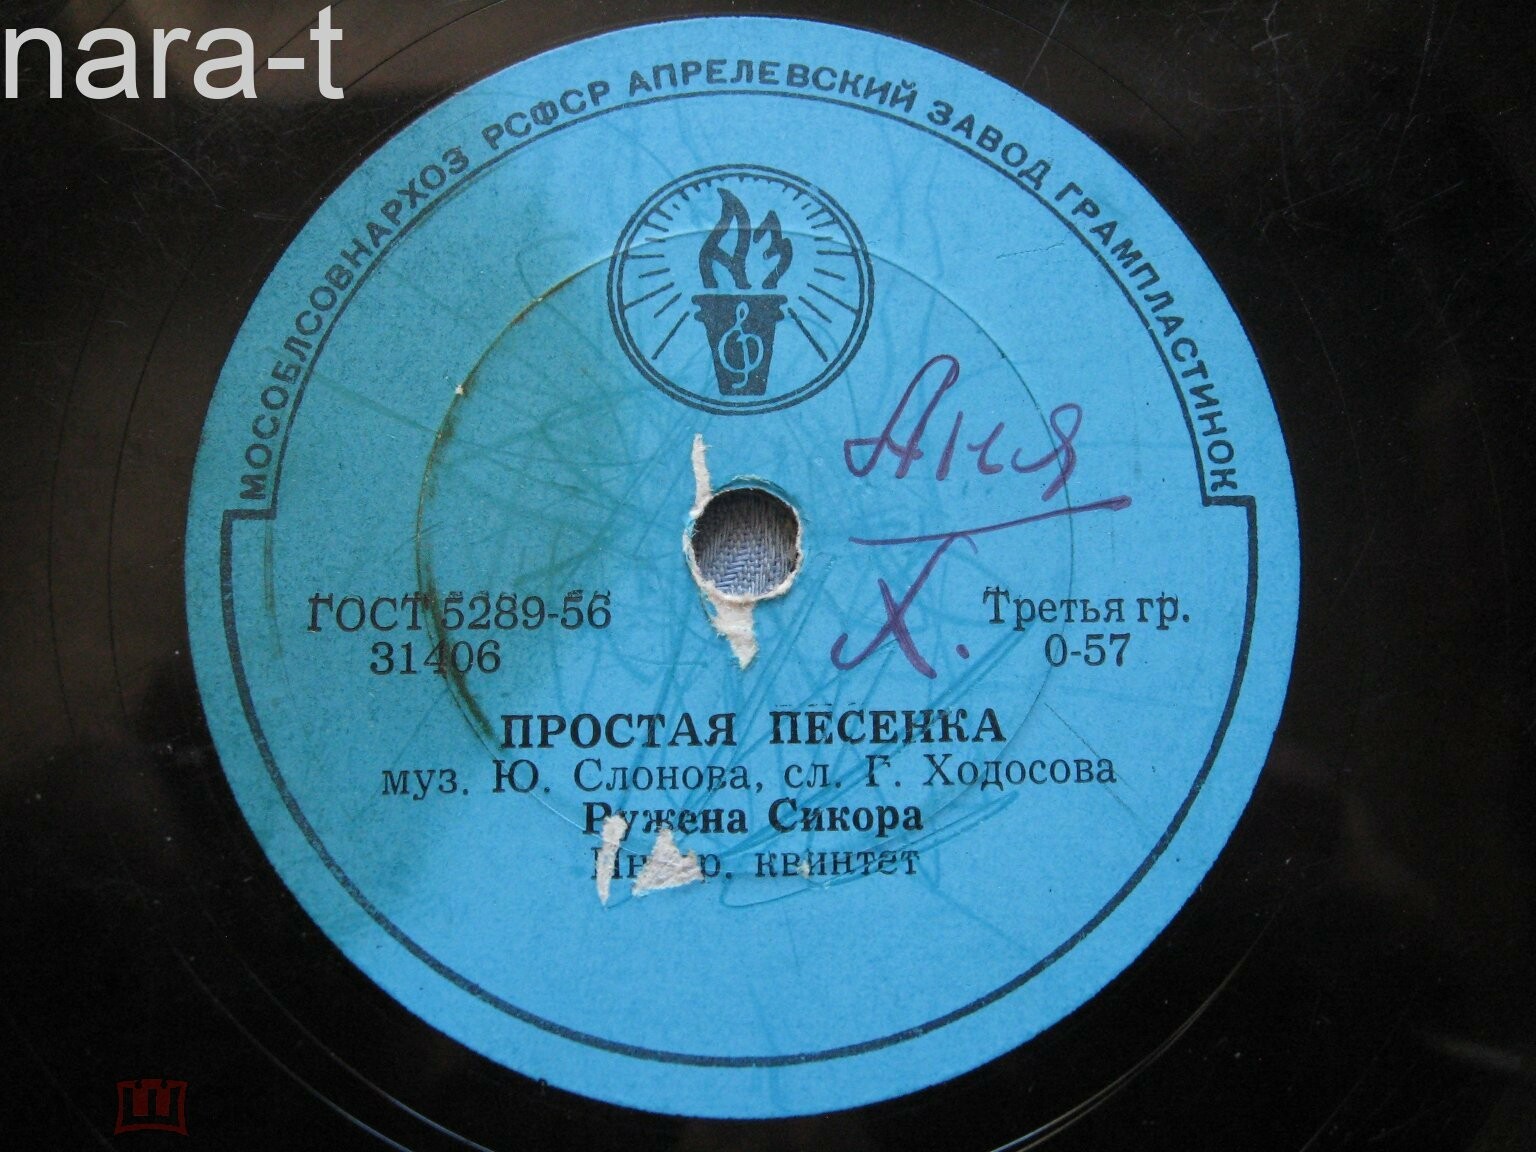 nara-t
МОСОБЛСОВНАРХОЗ РСФСР АПРЕЛЕВСКИЙ ЗАВОД ГРАМПЛАСТИНОК
АЗ
Аня
Х.
ГОСТ 5289-56
31406
Третья гр.
0-57
ПРОСТАЯ ПЕСЕНКА
муз. Ю. Слонова, сл. Г. Ходосова
Ружена Сикора
квинтет